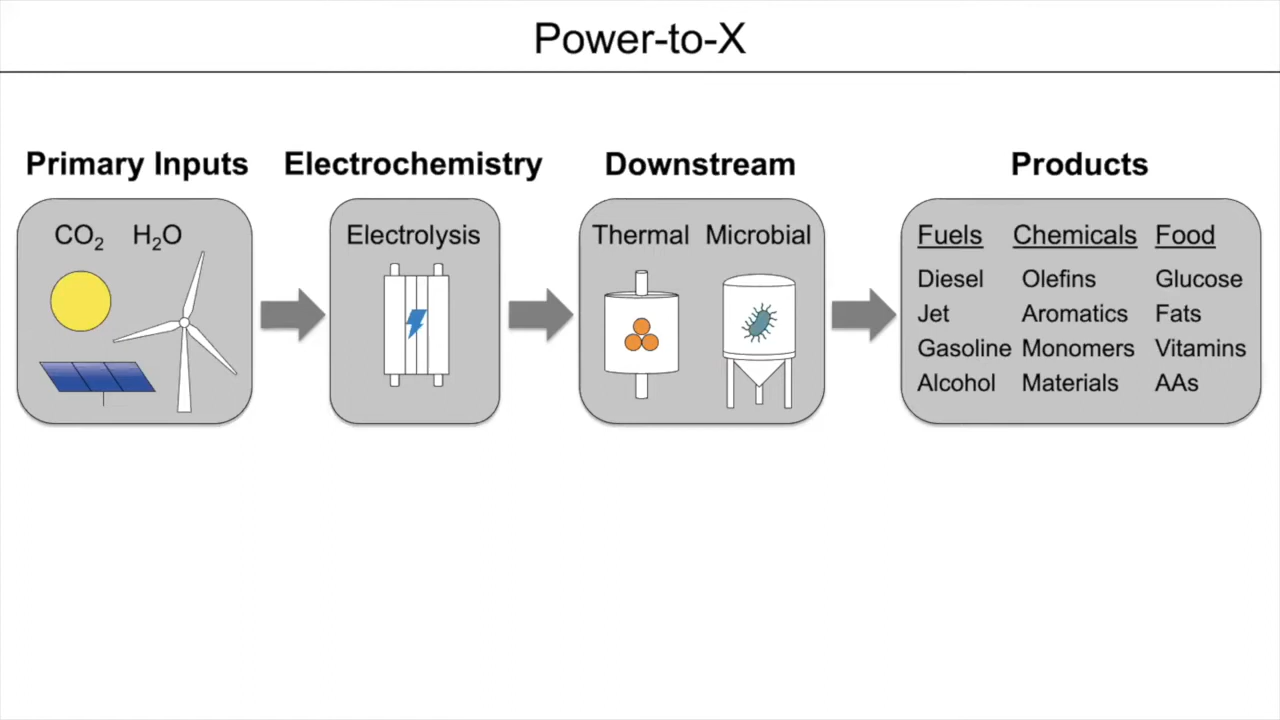 Power-to-X
Primary Inputs
CO₂ H₂O
Electrochemistry
Electrolysis
Downstream
Thermal Microbial
Products
Fuels Chemicals Food
Diesel Olefins Glucose
Jet Aromatics Fats
Gasoline Monomers Vitamins
Alcohol Materials AAs